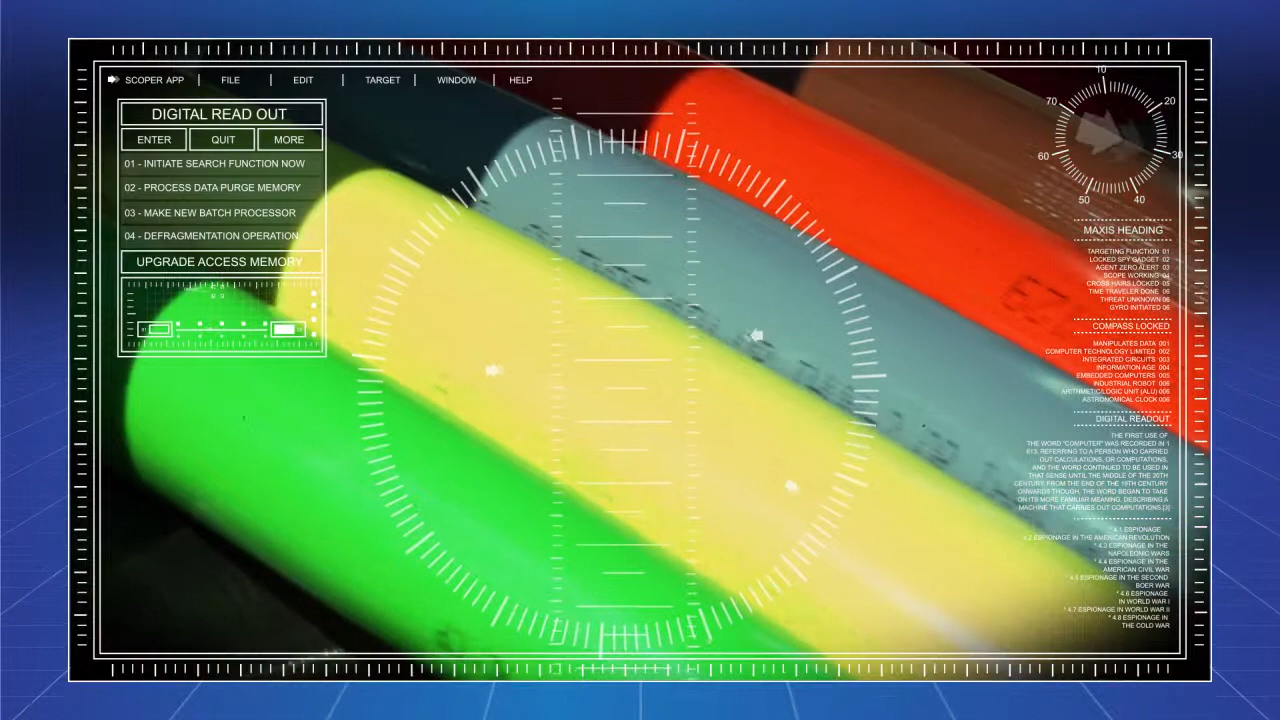 SCOPER APP | FILE | EDIT | TARGET | WINDOW | HELP
DIGITAL READ OUT
ENTER QUIT MORE
01 - INITIATE SEARCH FUNCTION NOW
02 - PROCESS DATA PURGE MEMORY
03 - MAKE NEW BATCH PROCESSOR
04 - DEFRAGMENTATION OPERATION
UPGRADE ACCESS MEMORY
10
20
30
40
50
60
70
MAXIS HEADING
TARGETING FUNCTION 01
LOCKED SPY GADGET 02
AGENT ZERO ALERT 03
SCOPE WORKING 04
CROSS HAIRS LOCKED 05
TIME TRAVELER DONE 06
THREAT UNKNOWN 06
GYRO INITIATED 06
COMPASS LOCKED
MANIPULATES DATA 001
COMPUTER TECHNOLOGY LIMITED 002
INTEGRATED CIRCUITS 003
INFORMATION AGE 004
EMBEDDED COMPUTERS 005
INDUSTRIAL ROBOT 006
ARITHMETIC/LOGIC UNIT (ALU) 006
ASTRONOMICAL CLOCK 006
DIGITAL READOUT
THE FIRST USE OF
THE WORD "COMPUTER" WAS RECORDED IN 1
613, REFERRING TO A PERSON WHO CARRIED
OUT CALCULATIONS, OR COMPUTATIONS,
AND THE WORD CONTINUED TO BE USED IN
THAT SENSE UNTIL THE MIDDLE OF THE 20TH
CENTURY. FROM THE END OF THE 19TH CENTURY
ONWARDS THOUGH, THE WORD BEGAN TO TAKE
ON ITS MORE FAMILIAR MEANING, DESCRIBING A
MACHINE THAT CARRIES OUT COMPUTATIONS.[3]
* 4.1 ESPIONAGE
4.2 ESPIONAGE IN THE AMERICAN REVOLUTION
* 4.3 ESPIONAGE IN THE
NAPOLEONIC WARS
* 4.4 ESPIONAGE IN THE
AMERICAN CIVIL WAR
* 4.5 ESPIONAGE IN THE SECOND
BOER WAR
* 4.6 ESPIONAGE
IN WORLD WAR I
* 4.7 ESPIONAGE IN WORLD WAR II
* 4.8 ESPIONAGE IN
THE COLD WAR